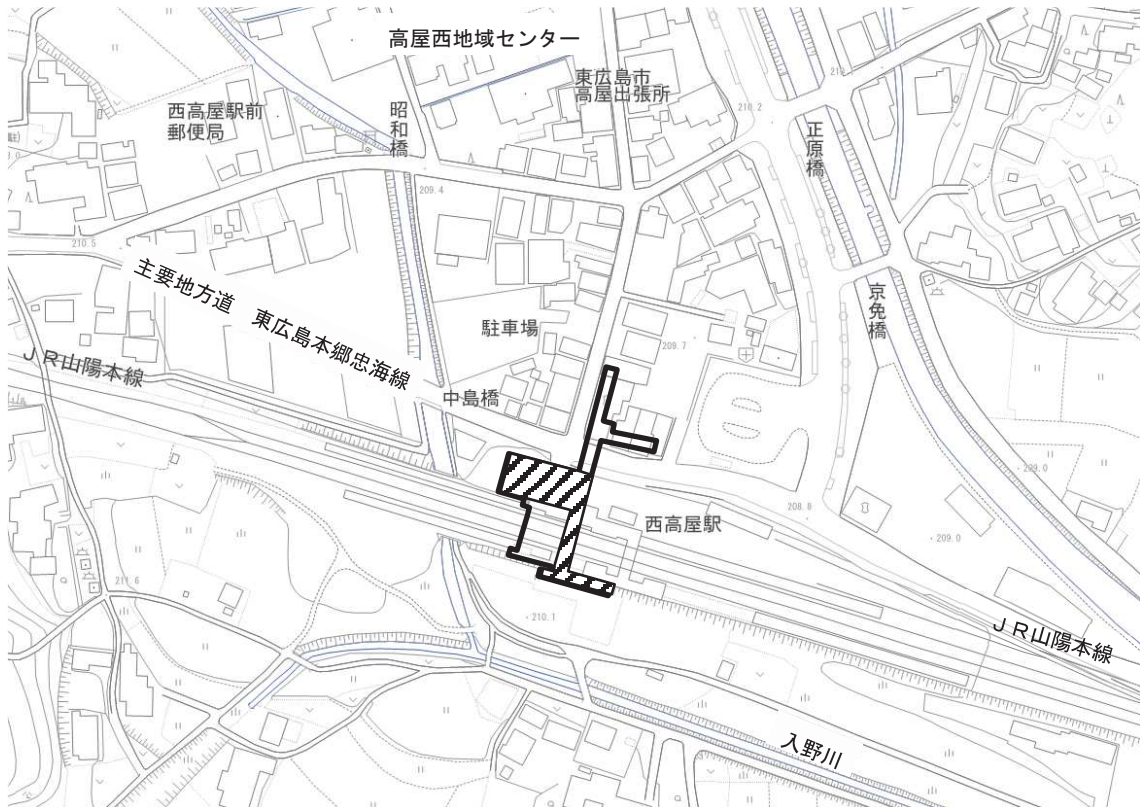 高屋西地域センター
東広島市
高屋出張所
西高屋駅前
郵便局
昭和橋
正原橋
210.2
209.4
210.5
主要地方道 東広島本郷忠海線
京免橋
駐車場
209.7
JR山陽本線
中島橋
209.0
208.8
西高屋駅
209.0
211.6
210.1
JR山陽本線
入野川